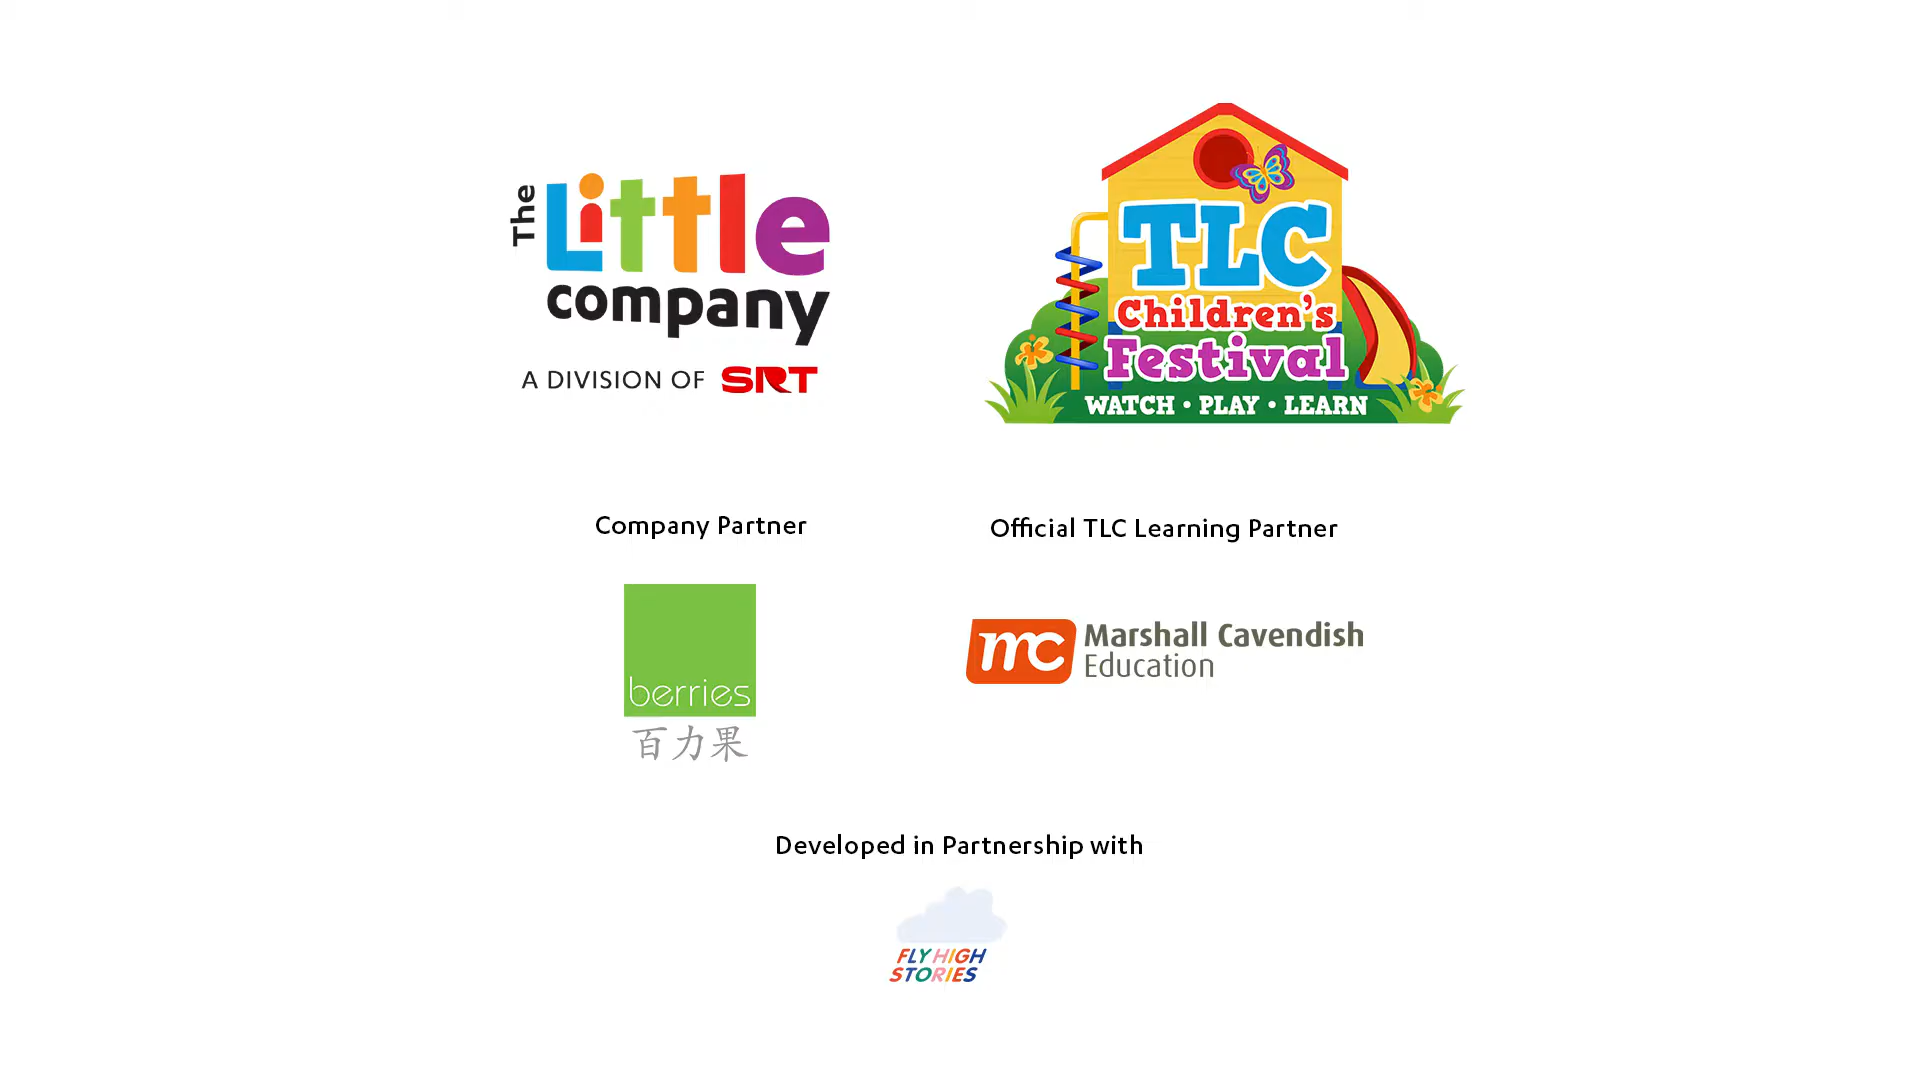 The
Little
company
A DIVISION OF SRT
TLC
Children's
Festival
WATCH • PLAY • LEARN
Company Partner
Official TLC Learning Partner
berries
百力果
mc
Marshall Cavendish
Education
Developed in Partnership with
FLY HIGH
STORIES